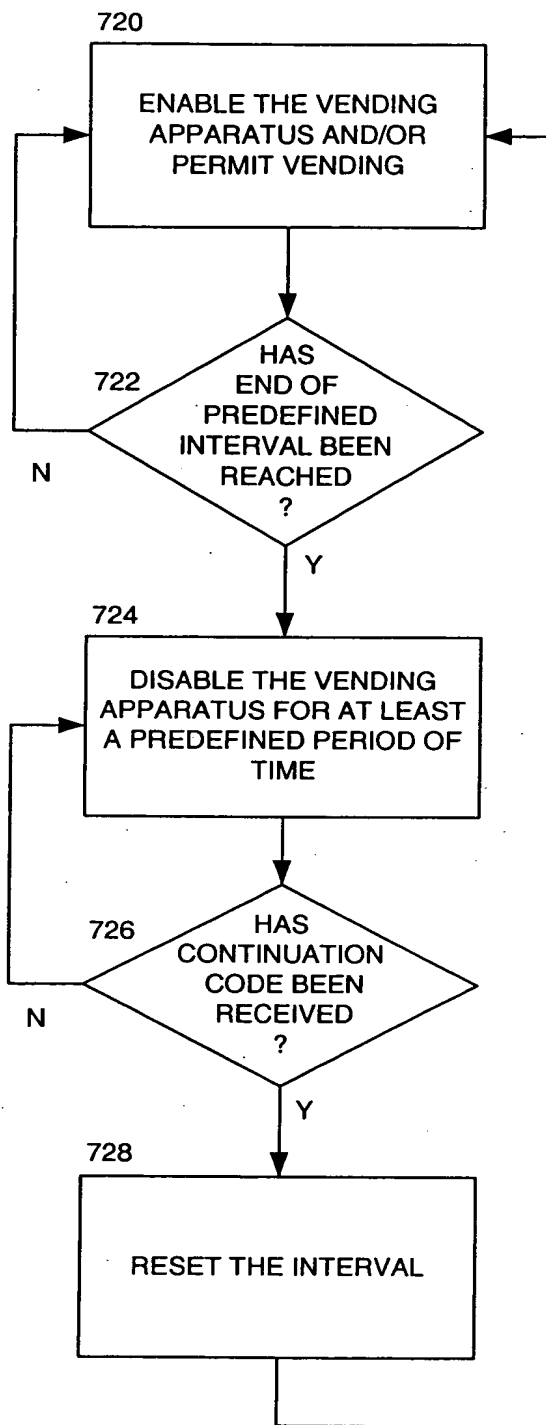 720
ENABLE THE VENDING
APPARATUS AND/OR
PERMIT VENDING
722
HAS
END OF
PREDEFINED
INTERVAL BEEN
REACHED
?
N
Y
724
DISABLE THE VENDING
APPARATUS FOR AT LEAST
A PREDEFINED PERIOD OF
TIME
726
HAS
CONTINUATION
CODE BEEN
RECEIVED
?
N
Y
728
RESET THE INTERVAL